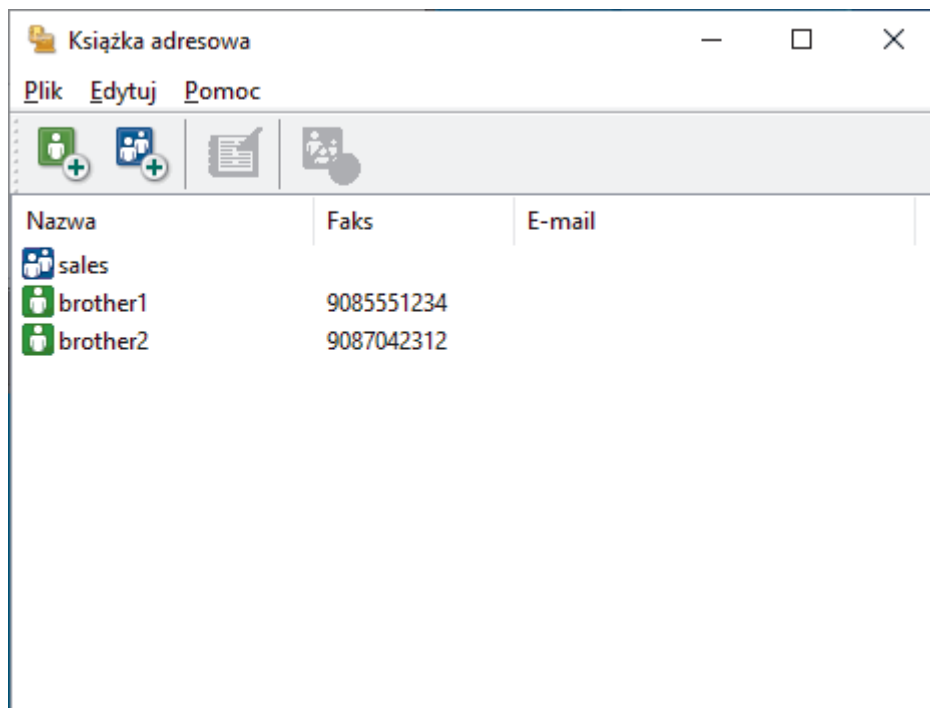 Książka adresowa
Plik Edytuj Pomoc
Nazwa Faks E-mail
sales
brother1 9085551234
brother2 9087042312